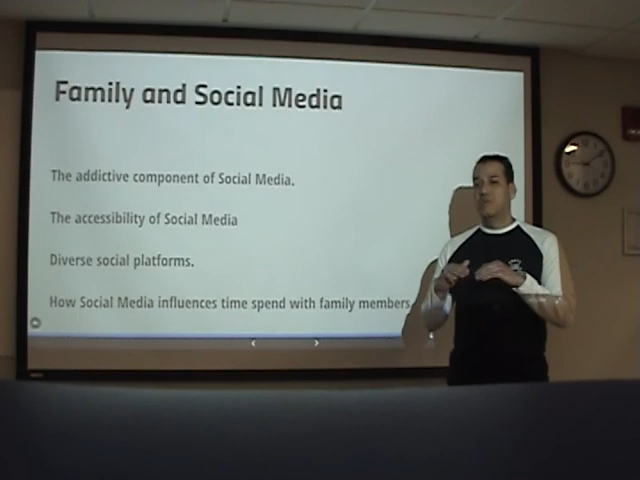 Family and Social Media
The addictive component of Social Media.
The accessibility of Social Media
Diverse social platforms.
How Social Media influences time spend with family members